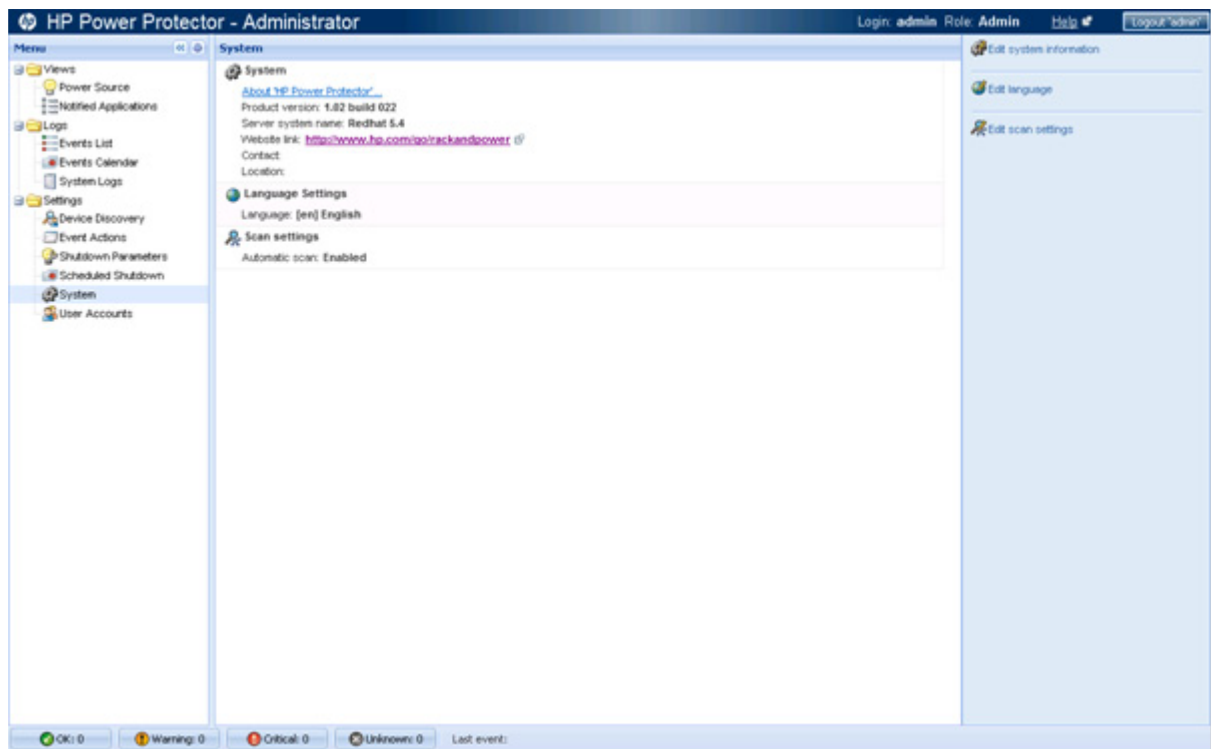 hp HP Power Protector - Administrator
Login: admin Role: Admin Help Logout "admin"
Menu
Views
Power Source
Notified Applications
Logs
Events List
Events Calendar
System Logs
Settings
Device Discovery
Event Actions
Shutdown Parameters
Scheduled Shutdown
System
User Accounts
System
System
About 'HP Power Protector'...
Product version: 1.02 build 022
Server system name: Redhat 5.4
Website link: http://www.hp.com/go/rackandpower
Contact:
Location:
Language Settings
Language: [en] English
Scan settings
Automatic scan: Enabled
Edit system information
Edit language
Edit scan settings
OK: 0 Warning: 0 Critical: 0 Unknown: 0 Last event: